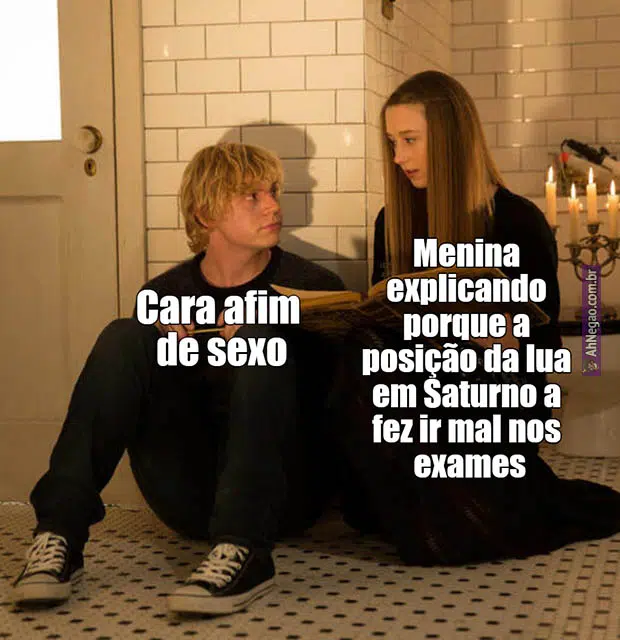 Cara afim
de sexo
Menina
explicando
porque a
posição da lua
em Saturno a
fez ir mal nos
exames
AhNegao.com.br